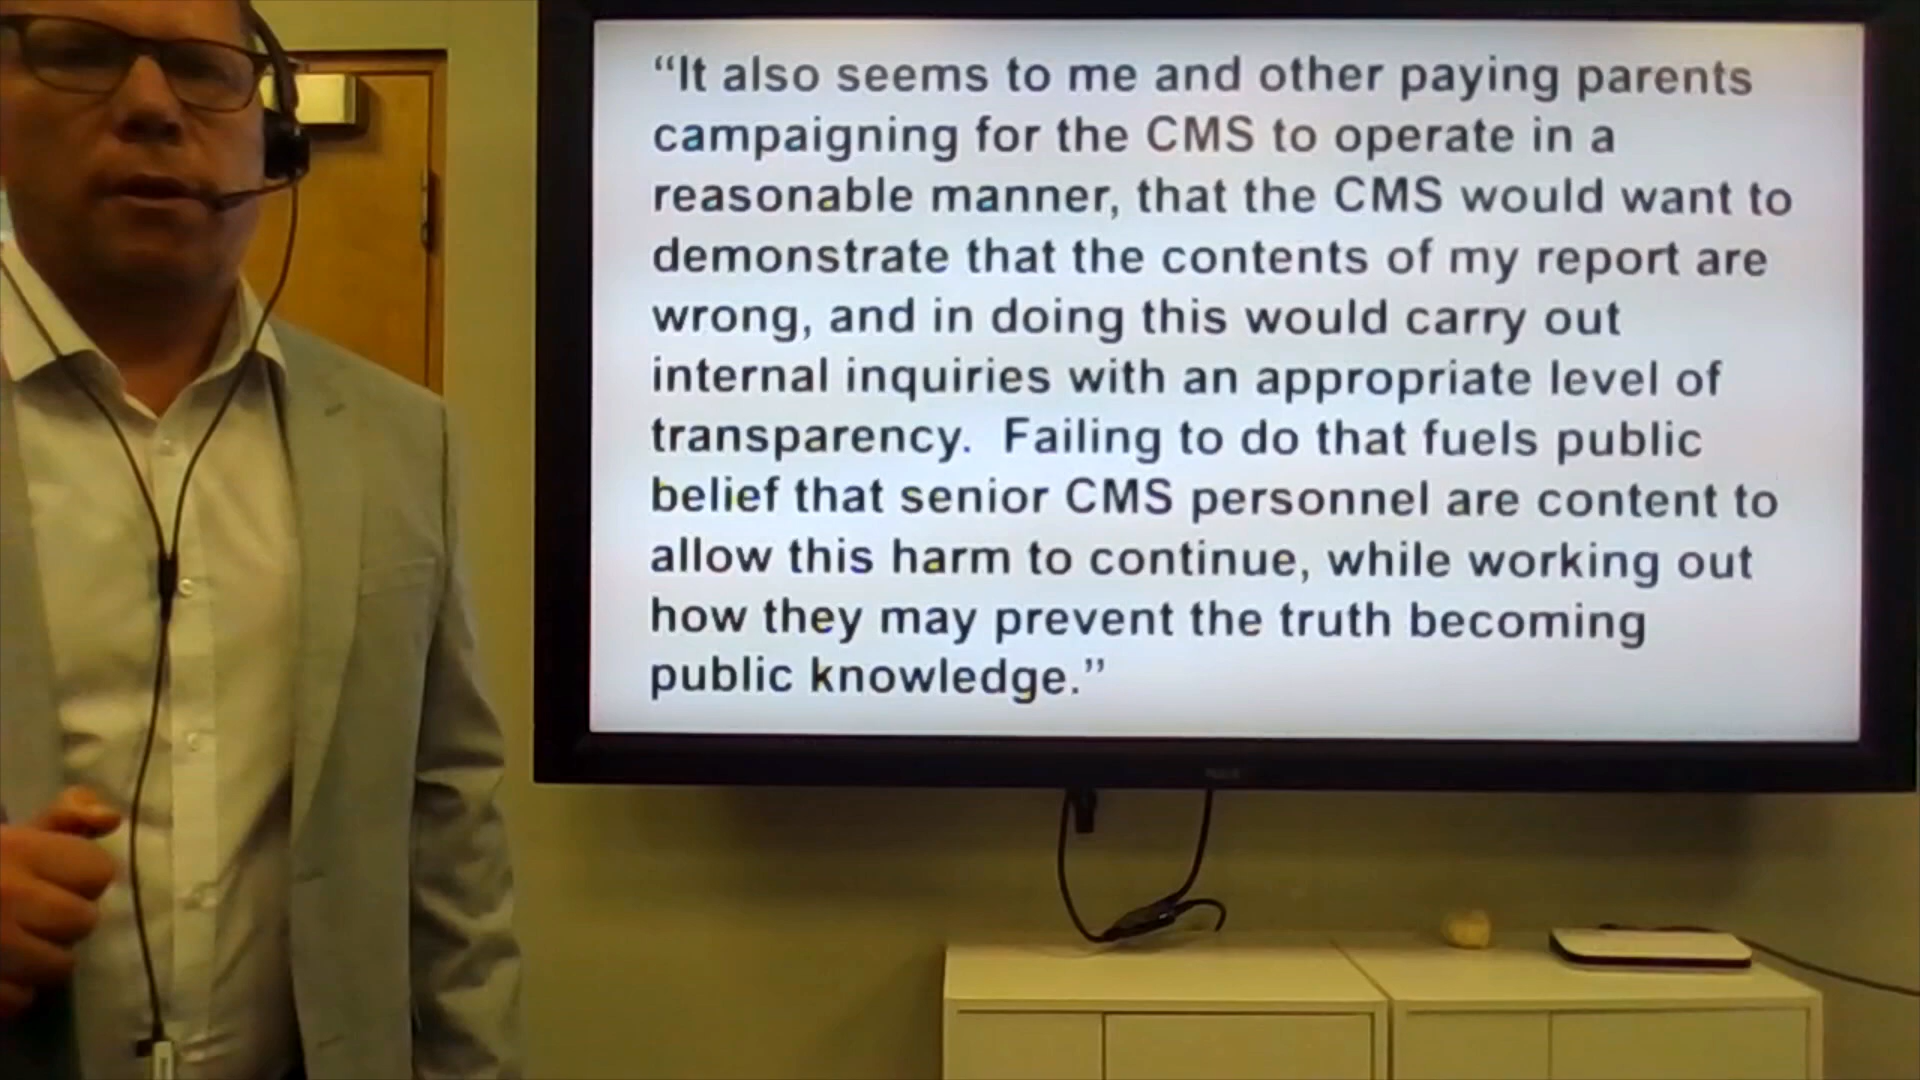 “It also seems to me and other paying parents
campaigning for the CMS to operate in a
reasonable manner, that the CMS would want to
demonstrate that the contents of my report are
wrong, and in doing this would carry out
internal inquiries with an appropriate level of
transparency.  Failing to do that fuels public
belief that senior CMS personnel are content to
allow this harm to continue, while working out
how they may prevent the truth becoming
public knowledge.”